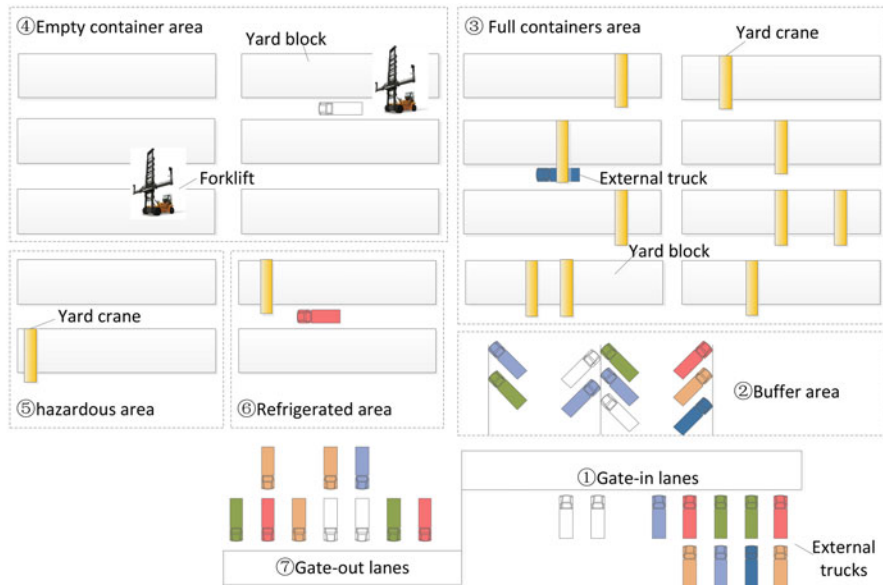 ④Empty container area
Yard block
Forklift
③ Full containers area
Yard crane
External truck
Yard block
Yard crane
⑤hazardous area
⑥Refrigerated area
②Buffer area
①Gate-in lanes
⑦Gate-out lanes
External
trucks